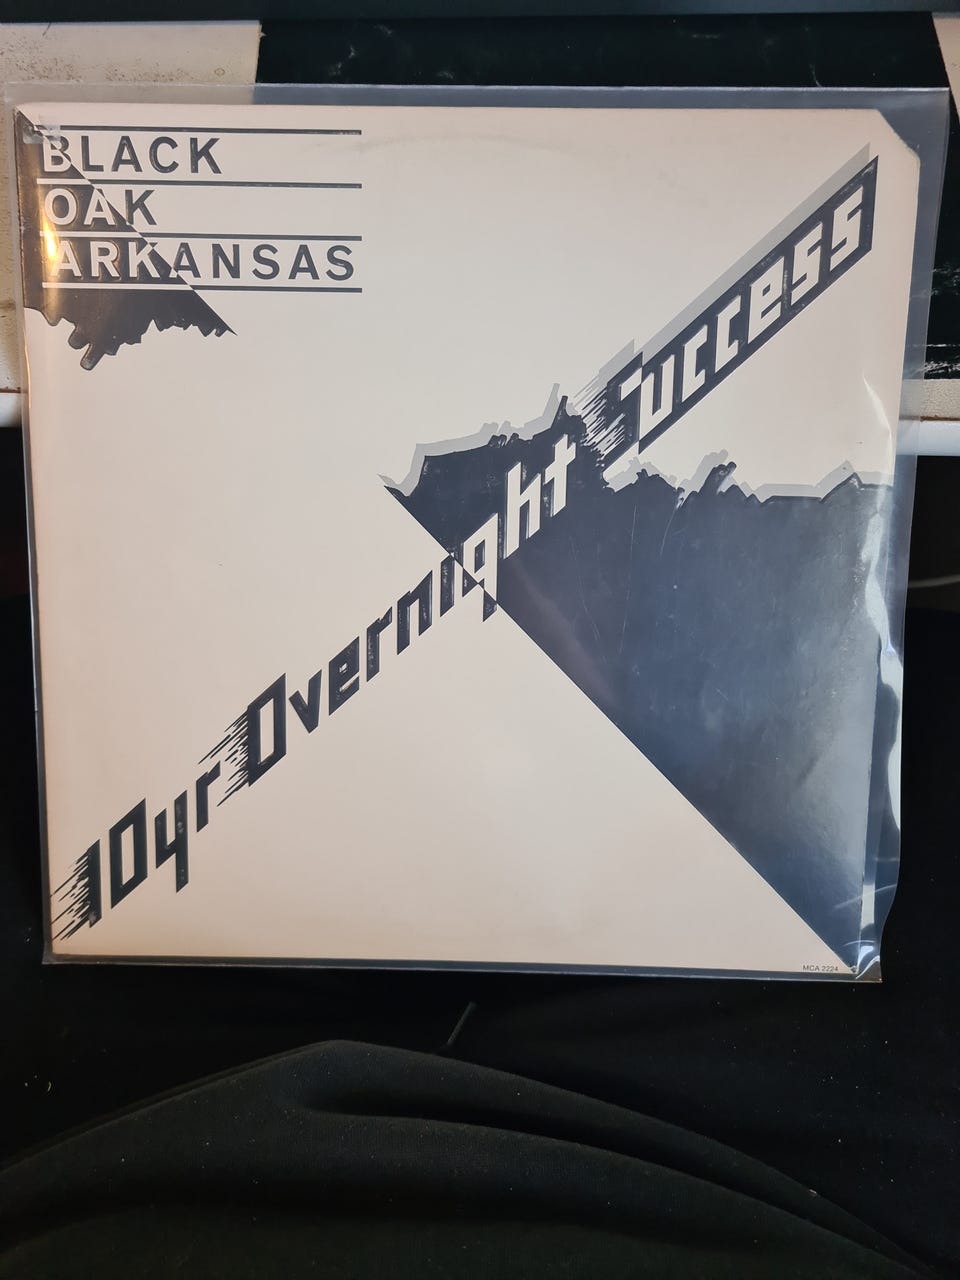 BLACK
OAK
ARKANSAS
10yr Overnight Success
MCA 2224